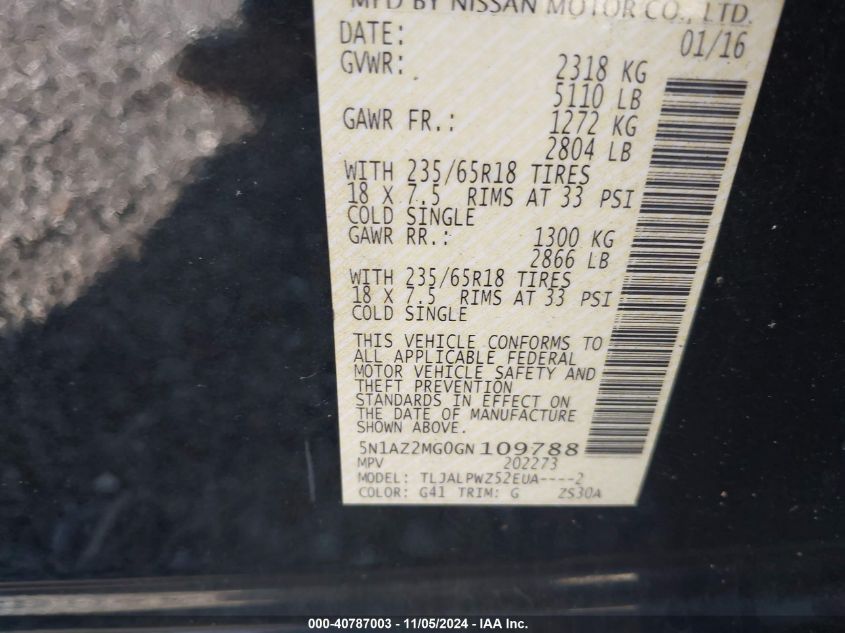 MFD BY NISSAN MOTOR CO., LTD.
DATE: 01/16
GVWR: 2318 KG
5110 LB
GAWR FR.: 1272 KG
2804 LB
WITH 235/65R18 TIRES
18 X 7.5 RIMS AT 33 PSI
COLD SINGLE
GAWR RR.: 1300 KG
2866 LB
WITH 235/65R18 TIRES
18 X 7.5 RIMS AT 33 PSI
COLD SINGLE
THIS VEHICLE CONFORMS TO
ALL APPLICABLE FEDERAL
MOTOR VEHICLE SAFETY AND
THEFT PREVENTION
STANDARDS IN EFFECT ON
THE DATE OF MANUFACTURE
SHOWN ABOVE.
5N1AZ2MG0GN 109788
MPV 202273
MODEL: TLJALPWZ52EUA----2
COLOR: G41 TRIM: G ZS30A
000-40787003 - 11/05/2024 - IAA Inc.